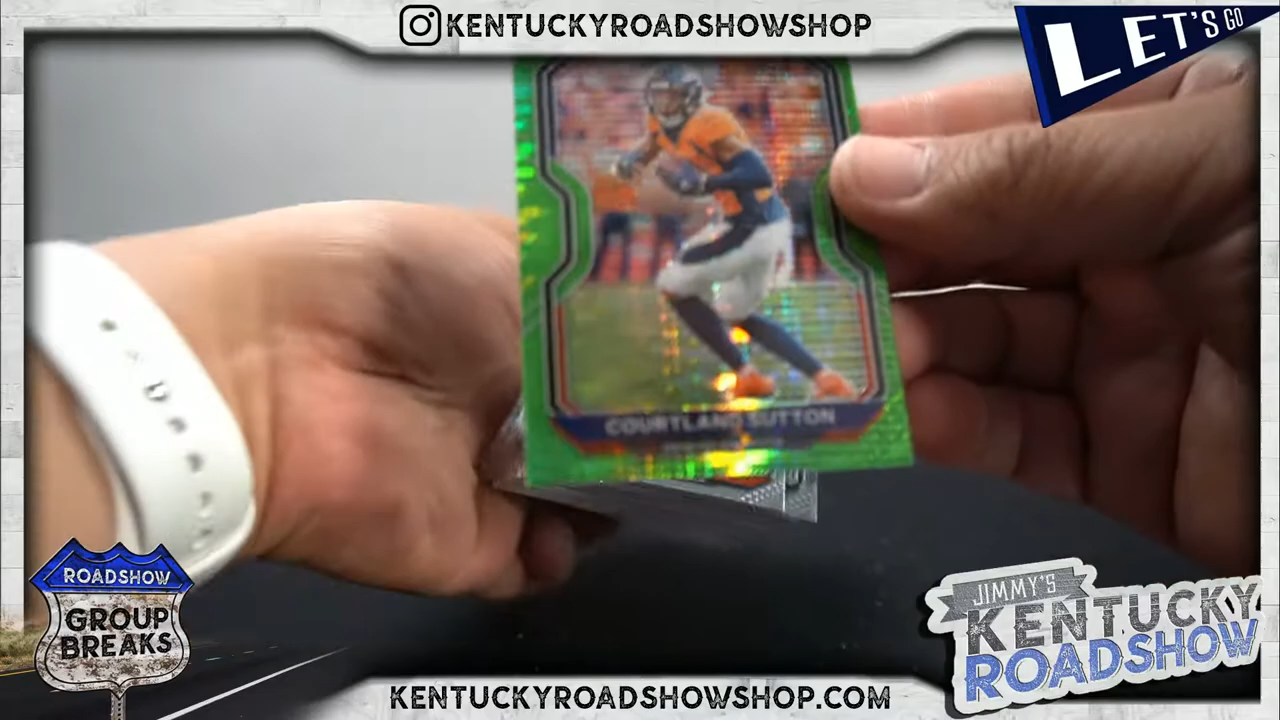 KENTUCKYROADSHOWSHOP
LET'S GO
COURTLAND SUTTON
ROADSHOW
GROUP
BREAKS
JIMMY'S
KENTUCKY
ROADSHOW
KENTUCKYROADSHOWSHOP.COM